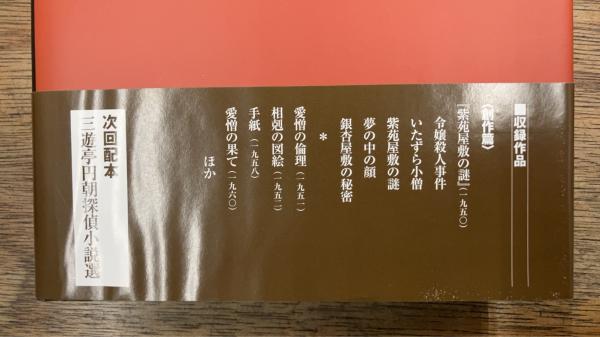 ■収録作品
〈創作篇〉
『紫苑屋敷の謎』(一九五〇)
令嬢殺人事件
いたずら小僧
紫苑屋敷の謎
夢の中の顔
銀杏屋敷の秘密
*
愛憎の倫理(一九五一)
相剋の図絵(一九五二)
手紙(一九五八)
愛憎の果て(一九六〇)
ほか
次回配本
三遊亭円朝探偵小説選